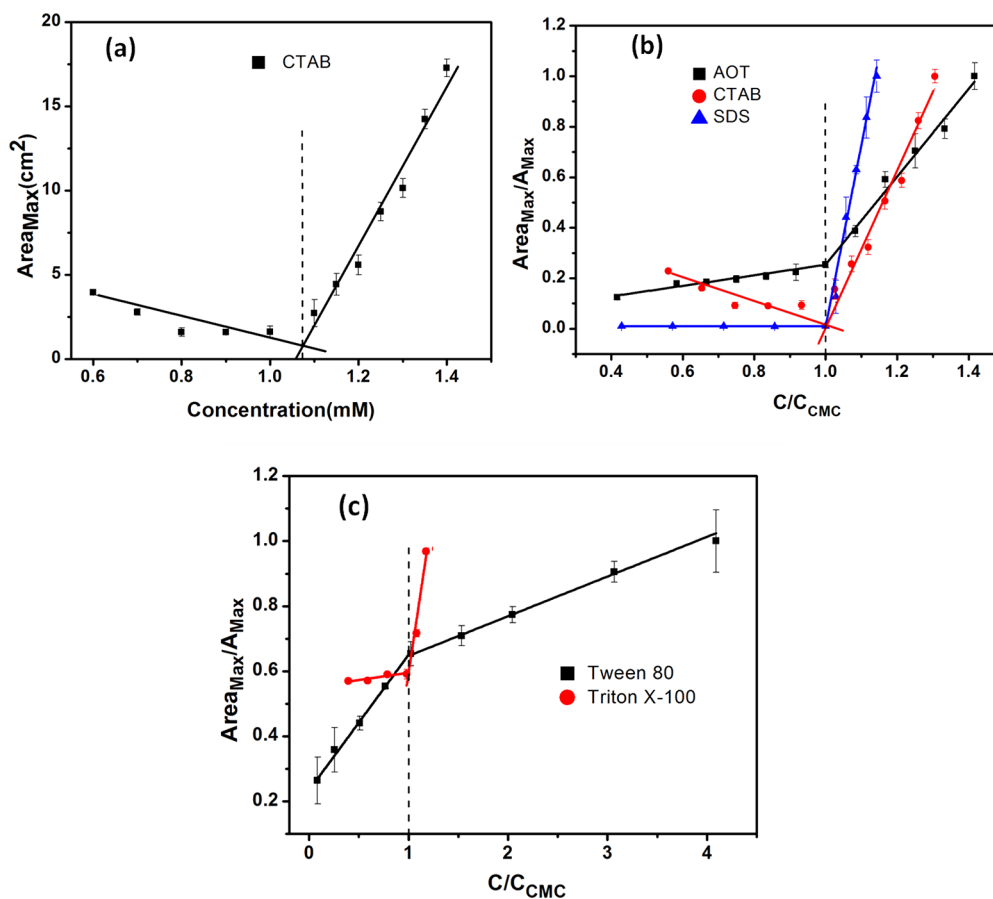 (a)
CTAB
Area_Max(cm²)
20
15
10
5
0
0.6 0.8 1.0 1.2 1.4
Concentration(mM)
(b)
AOT
CTAB
SDS
Area_Max/A_Max
1.2
1.0
0.8
0.6
0.4
0.2
0.0
0.4 0.6 0.8 1.0 1.2 1.4
C/C_CMC
(c)
Tween 80
Triton X-100
Area_Max/A_Max
1.2
1.0
0.8
0.6
0.4
0.2
0 1 2 3 4
C/C_CMC